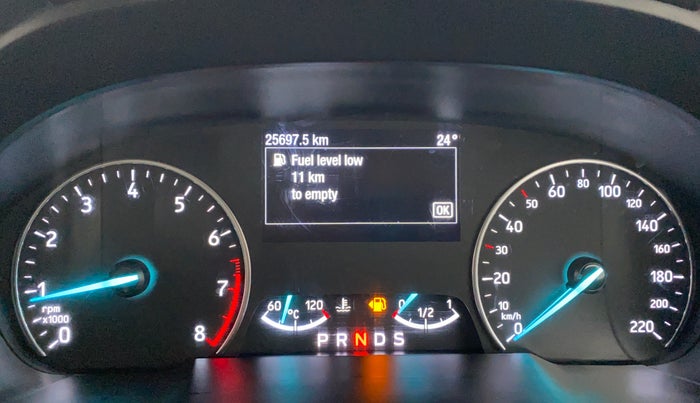 25697.5 km 24°
Fuel level low
11 km
to empty
OK
0 1 2 3 4 5 6 7 8
rpm
x1000
60 °C 120
0 1/2 1
P R N D S
0 10 20 30 40 50 60 80 100 120 140 160 180 200 220
km/h